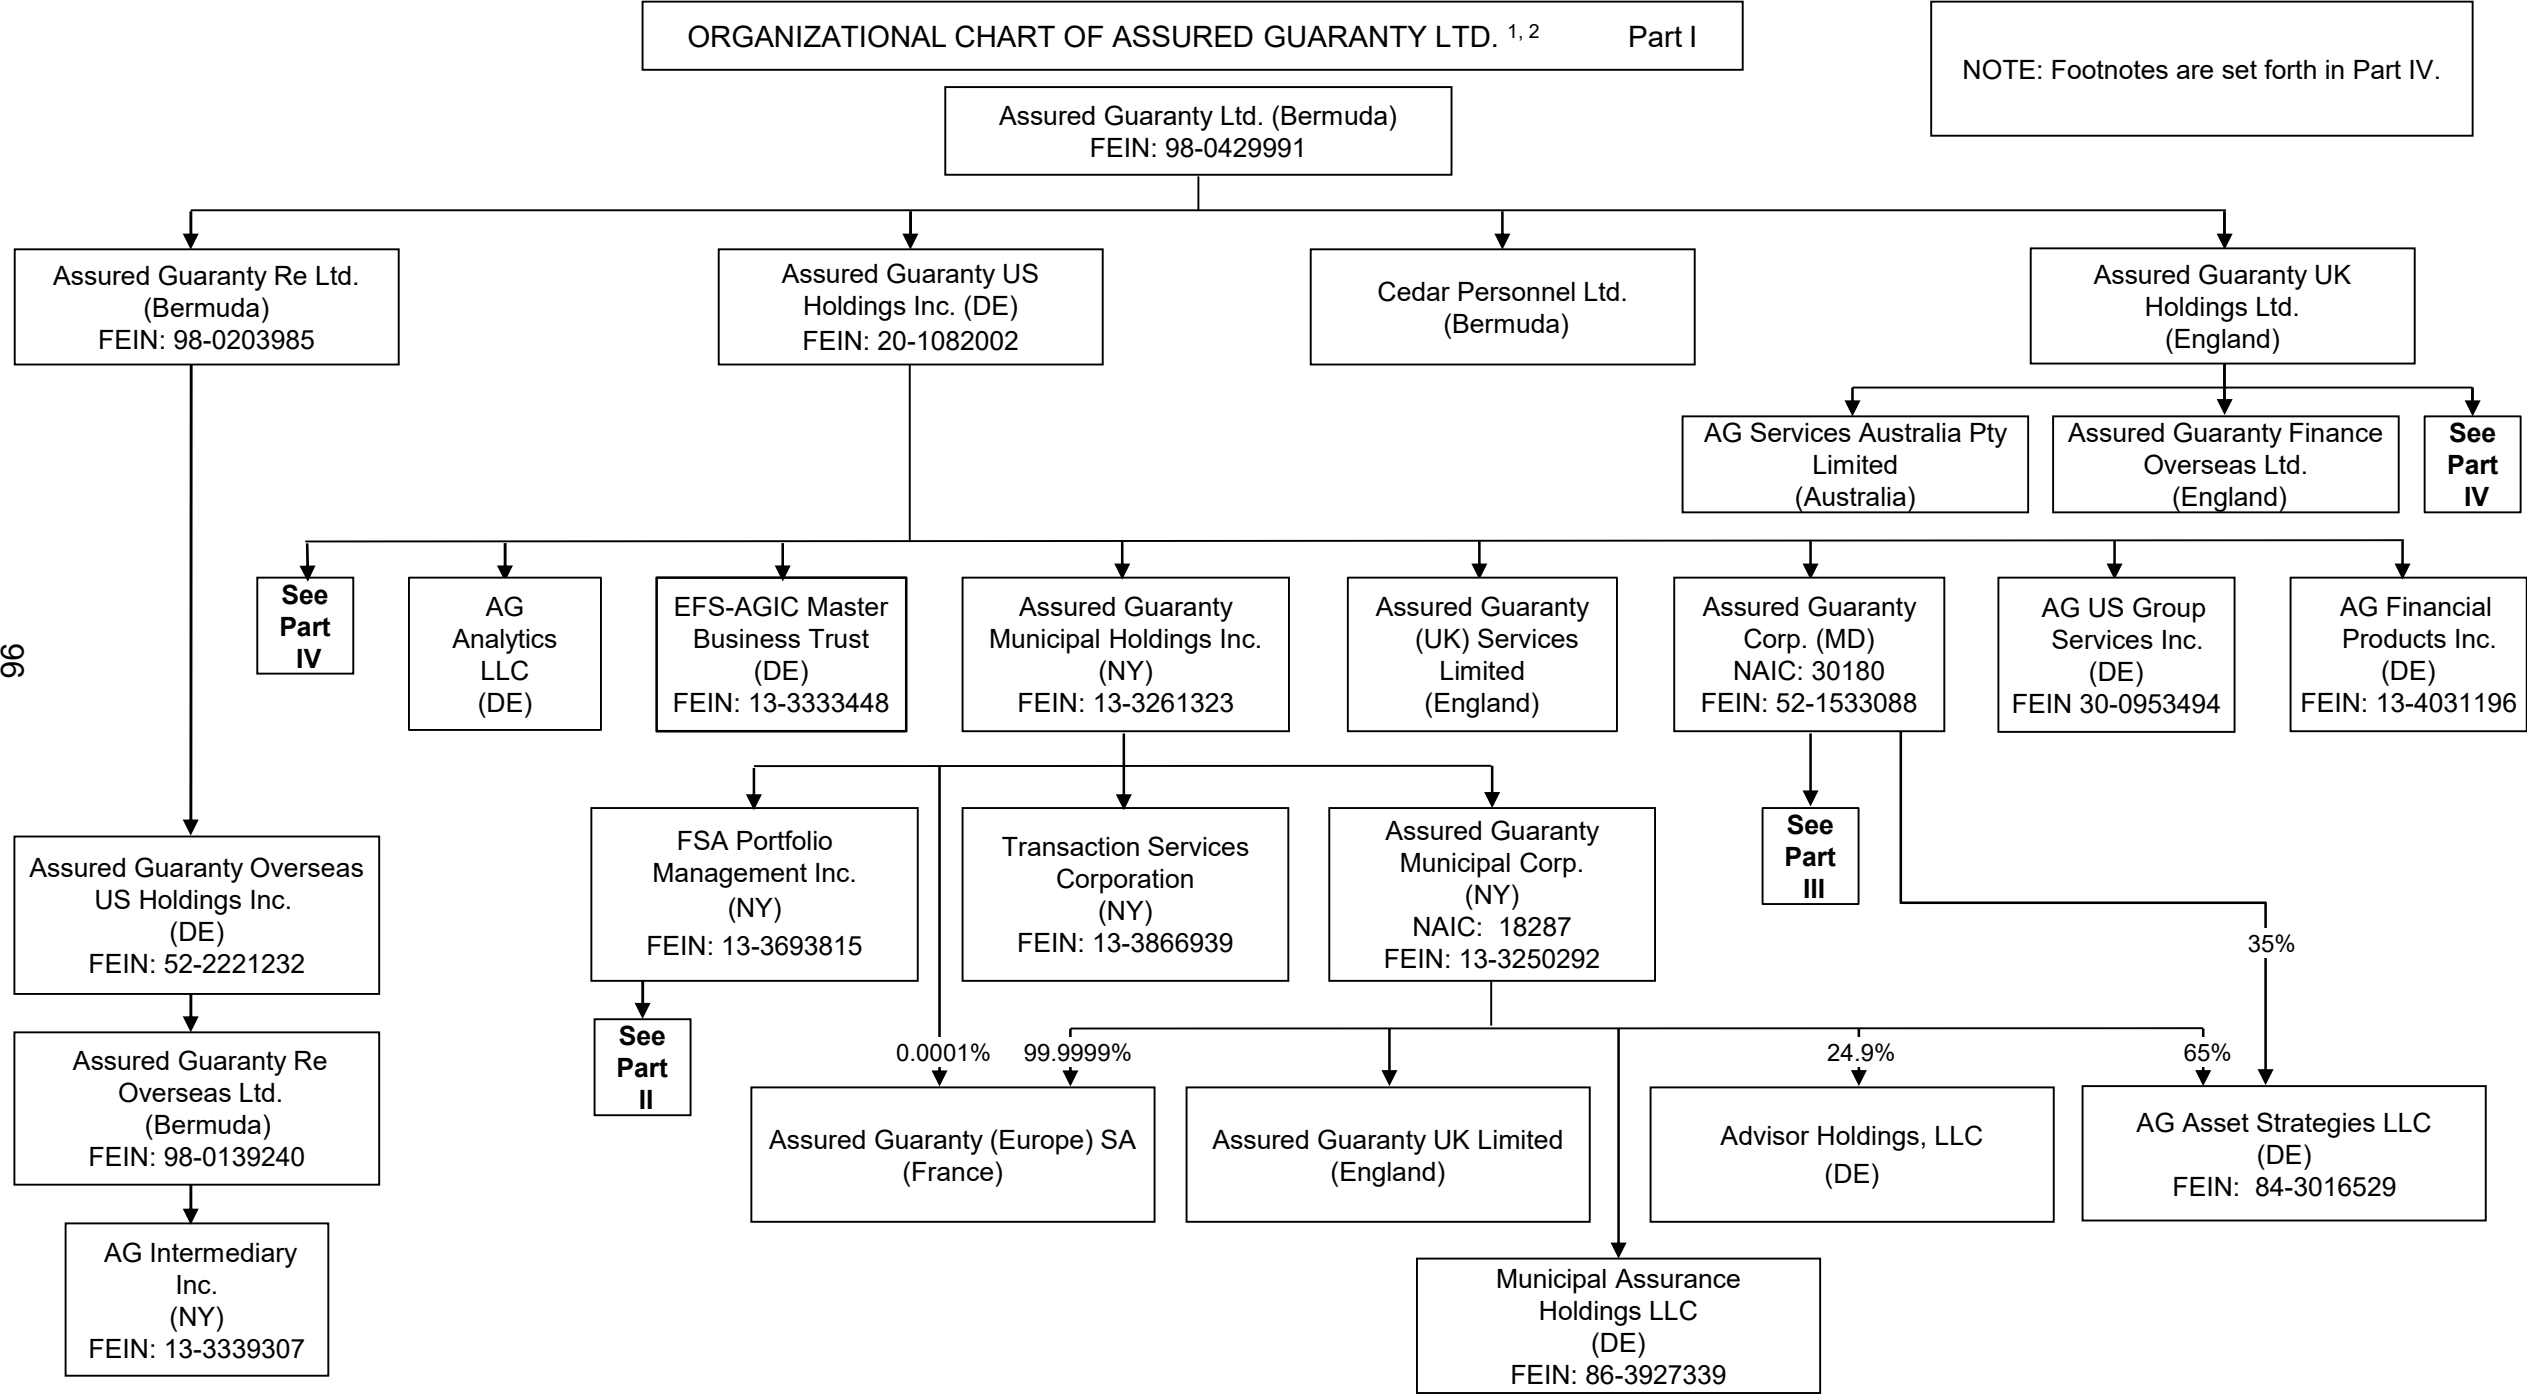 ORGANIZATIONAL CHART OF ASSURED GUARANTY LTD. 1, 2 Part I
NOTE: Footnotes are set forth in Part IV.
Assured Guaranty Ltd. (Bermuda)
FEIN: 98-0429991
Assured Guaranty Re Ltd.
(Bermuda)
FEIN: 98-0203985
Assured Guaranty US
Holdings Inc. (DE)
FEIN: 20-1082002
Cedar Personnel Ltd.
(Bermuda)
Assured Guaranty UK
Holdings Ltd.
(England)
AG Services Australia Pty
Limited
(Australia)
Assured Guaranty Finance
Overseas Ltd.
(England)
See
Part
IV
See
Part
IV
AG
Analytics
LLC
(DE)
EFS-AGIC Master
Business Trust
(DE)
FEIN: 13-3333448
Assured Guaranty
Municipal Holdings Inc.
(NY)
FEIN: 13-3261323
Assured Guaranty
(UK) Services
Limited
(England)
Assured Guaranty
Corp. (MD)
NAIC: 30180
FEIN: 52-1533088
AG US Group
Services Inc.
(DE)
FEIN 30-0953494
AG Financial
Products Inc.
(DE)
FEIN: 13-4031196
96
FSA Portfolio
Management Inc.
(NY)
FEIN: 13-3693815
Transaction Services
Corporation
(NY)
FEIN: 13-3866939
Assured Guaranty
Municipal Corp.
(NY)
NAIC: 18287
FEIN: 13-3250292
See
Part
III
Assured Guaranty Overseas
US Holdings Inc.
(DE)
FEIN: 52-2221232
35%
See
Part
II
0.0001%
99.9999%
24.9%
65%
Assured Guaranty Re
Overseas Ltd.
(Bermuda)
FEIN: 98-0139240
Assured Guaranty (Europe) SA
(France)
Assured Guaranty UK Limited
(England)
Advisor Holdings, LLC
(DE)
AG Asset Strategies LLC
(DE)
FEIN: 84-3016529
AG Intermediary
Inc.
(NY)
FEIN: 13-3339307
Municipal Assurance
Holdings LLC
(DE)
FEIN: 86-3927339